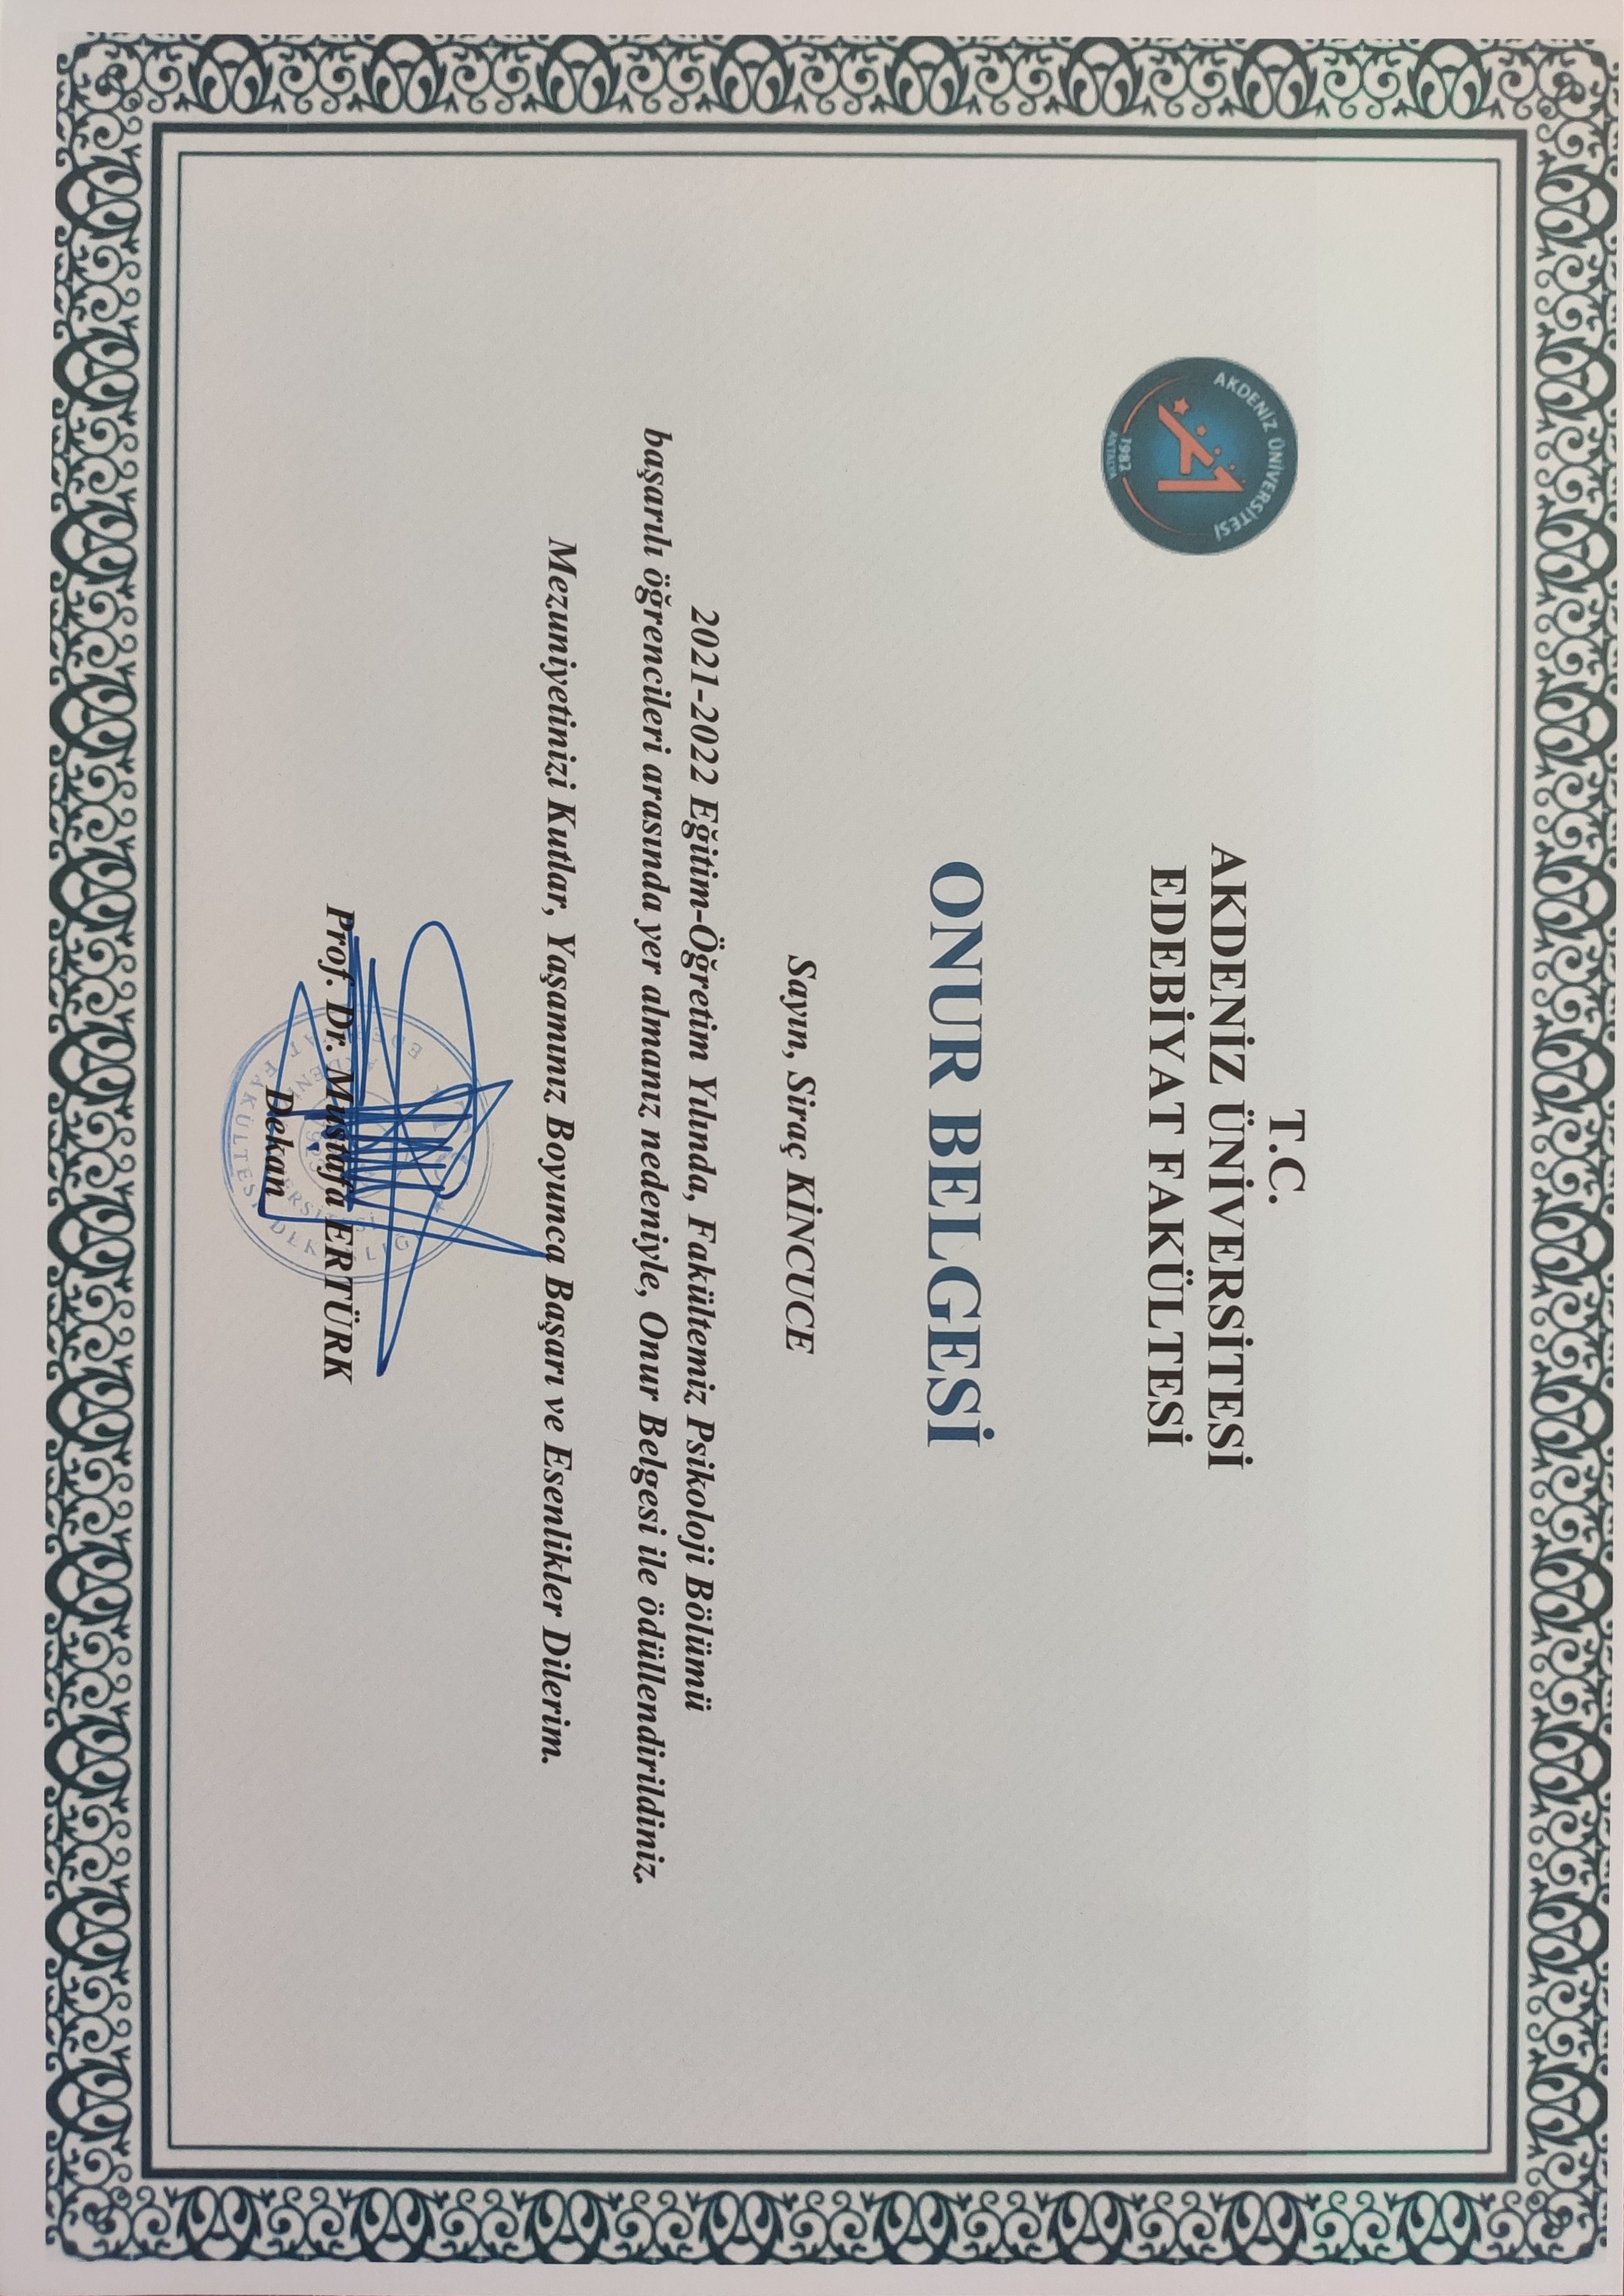 AKDENİZ ÜNİVERSİTESİ
1982
ANTALYA
T.C.
AKDENİZ ÜNİVERSİTESİ
EDEBİYAT FAKÜLTESİ
ONUR BELGESİ
Sayın, Siraç KİNCUCE
2021-2022 Eğitim-Öğretim Yılında, Fakültemiz Psikoloji Bölümü
başarılı öğrencileri arasında yer almanız nedeniyle, Onur Belgesi ile ödüllendirildiniz.
Mezuniyetinizi Kutlar, Yaşamınız Boyunca Başarı ve Esenlikler Dilerim.
Prof. Dr. Mustafa ERTÜRK
Dekan